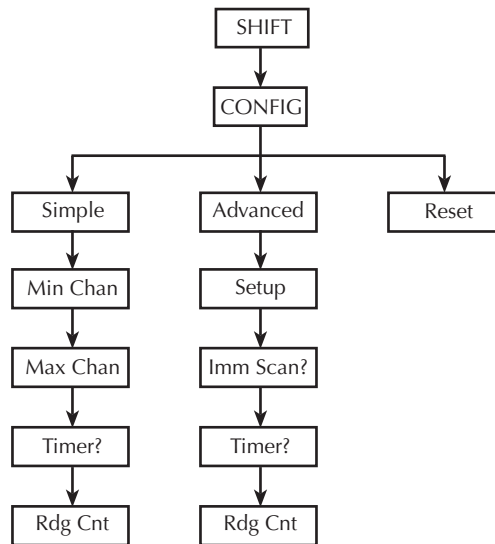 SHIFT
CONFIG
Simple
Advanced
Reset
Min Chan
Setup
Max Chan
Imm Scan?
Timer?
Timer?
Rdg Cnt
Rdg Cnt